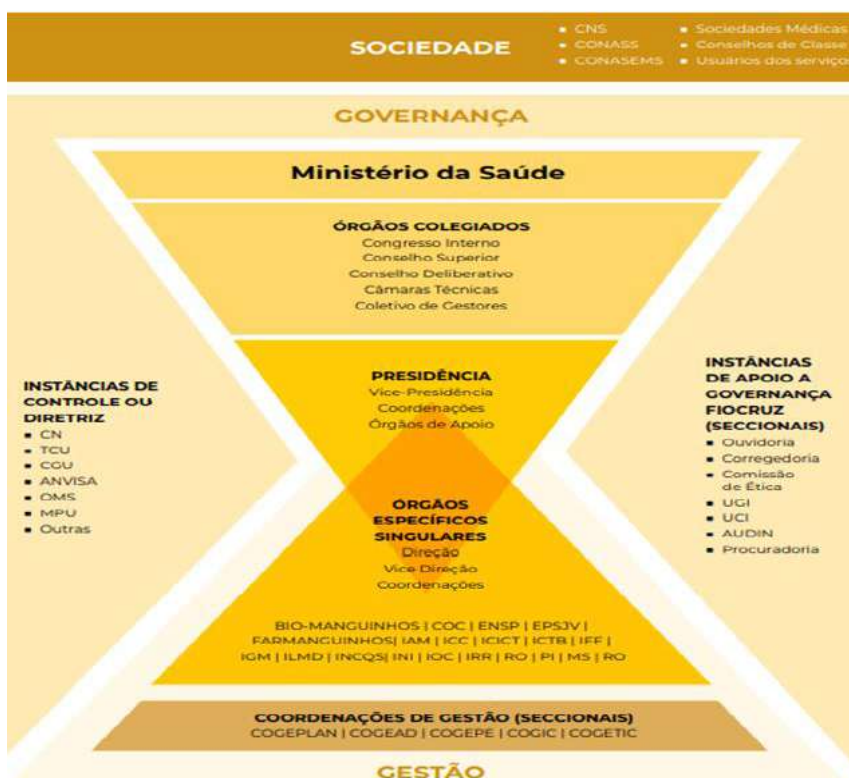 SOCIEDADE
▪ CNS
▪ CONASS
▪ CONASEMS
▪ Sociedades Médicas
▪ Conselhos de Classe
▪ Usuários dos serviços
GOVERNANÇA
Ministério da Saúde
ÓRGÃOS COLEGIADOS
Congresso Interno
Conselho Superior
Conselho Deliberativo
Câmaras Técnicas
Coletivo de Gestores
INSTÂNCIAS DE
CONTROLE OU
DIRETRIZ
▪ CN
▪ TCU
▪ CGU
▪ ANVISA
▪ OMS
▪ MPU
▪ Outras
PRESIDÊNCIA
Vice-Presidência
Coordenações
Órgãos de Apoio
ÓRGÃOS
ESPECÍFICOS
SINGULARES
Direção
Vice Direção
Coordenações
BIO-MANGUINHOS | COC | ENSP | EPSJV |
FARMANGUINHOS| IAM | ICC | ICICT | ICTB | IFF |
IGM | ILMD | INCQS| INI | IOC | IRR | RO | PI | MS | RO
INSTÂNCIAS
DE APOIO A
GOVERNANÇA
FIOCRUZ
(SECCIONAIS)
▪ Ouvidoria
▪ Corregedoria
▪ Comissão
de Ética
▪ UGI
▪ UCI
▪ AUDIN
▪ Procuradoria
COORDENAÇÕES DE GESTÃO (SECCIONAIS)
COGEPLAN | COGEAD | COGEPE | COGIC | COGETIC
GESTÃO